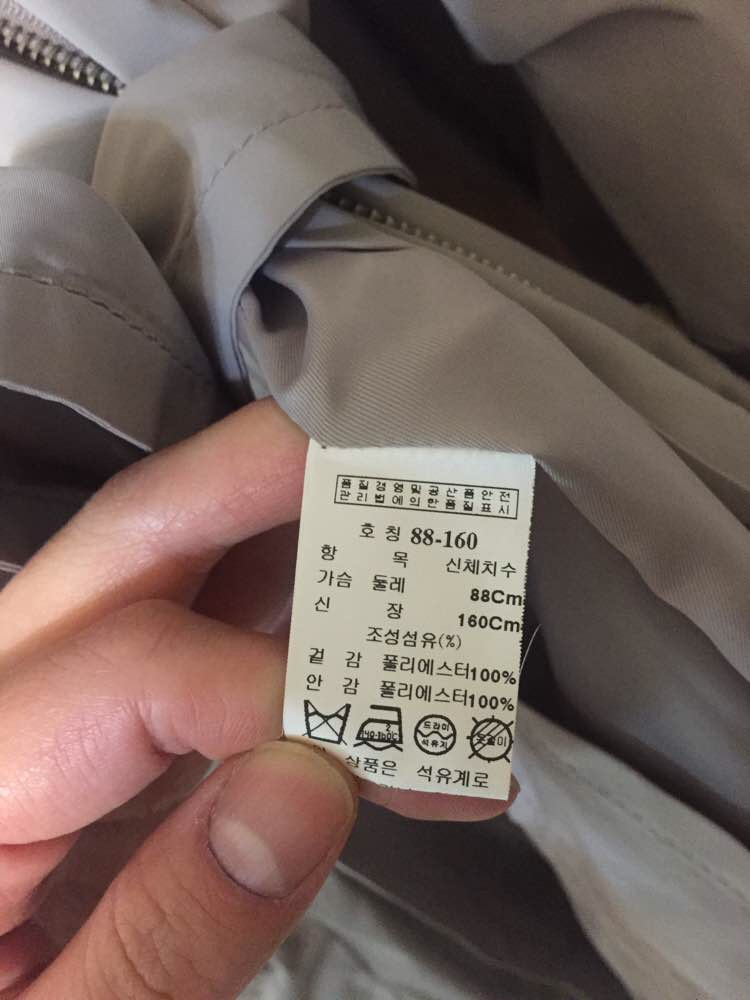 품질경영및공산품안전
관리법에의한품질표시
호칭 88-160
항 목 신체치수
가슴 둘레 88Cm
신 장 160Cm
조성섬유(%)
겉 감 폴리에스터100%
안 감 폴리에스터100%
140-160℃ 드라이 석유계
상품은 석유계로